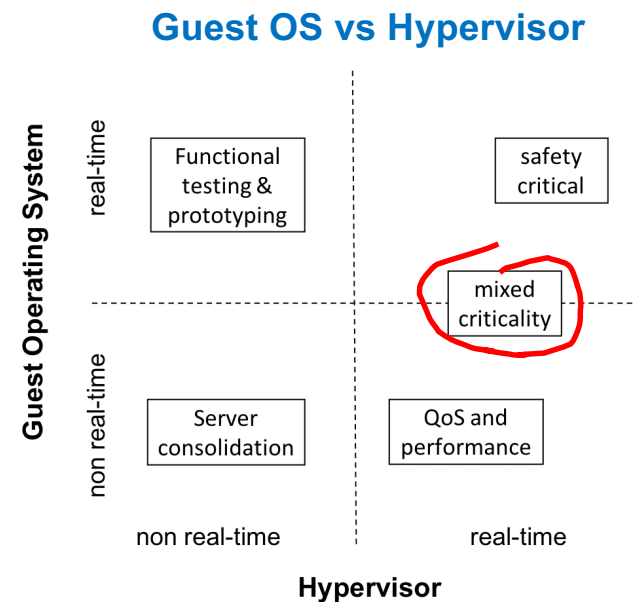 Guest OS vs Hypervisor
Guest Operating System
real-time
non real-time
Functional
testing &
prototyping
safety
critical
mixed
criticality
Server
consolidation
QoS and
performance
non real-time
real-time
Hypervisor